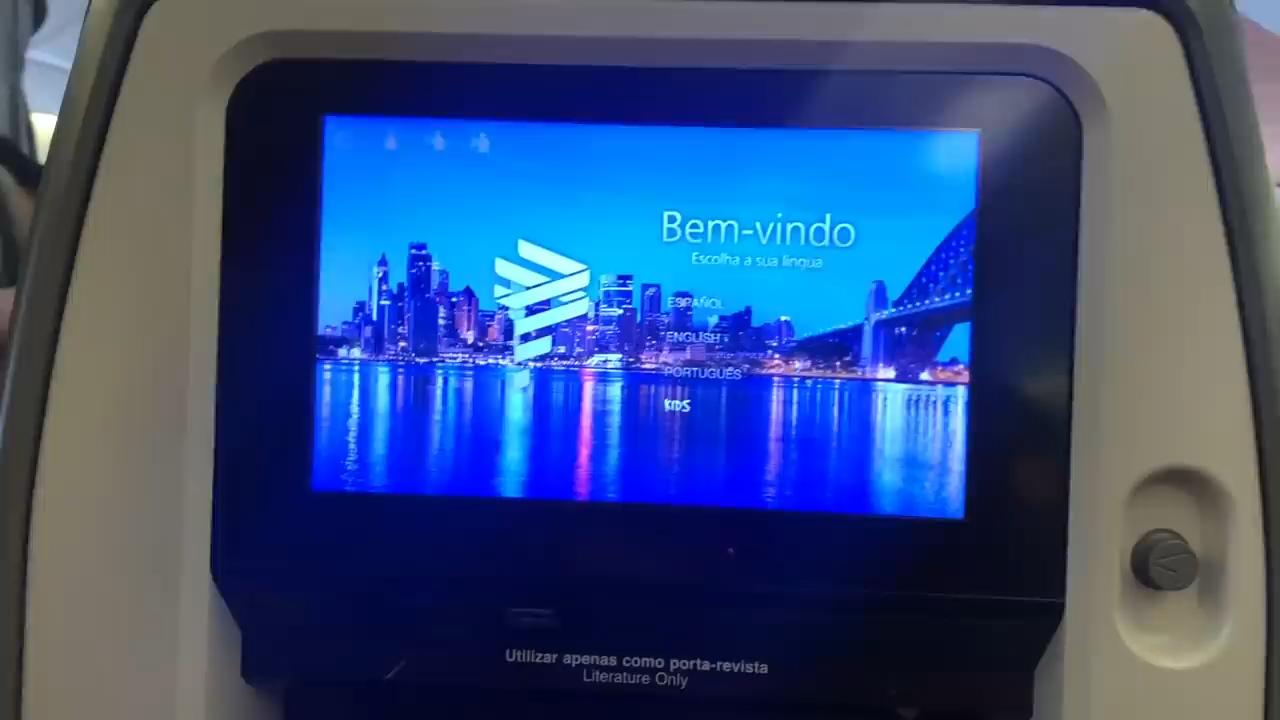 Bem-vindo
Escolha a sua língua
ESPAÑOL
ENGLISH
PORTUGUÊS
KIDS
Utilizar apenas como porta-revista
Literature Only